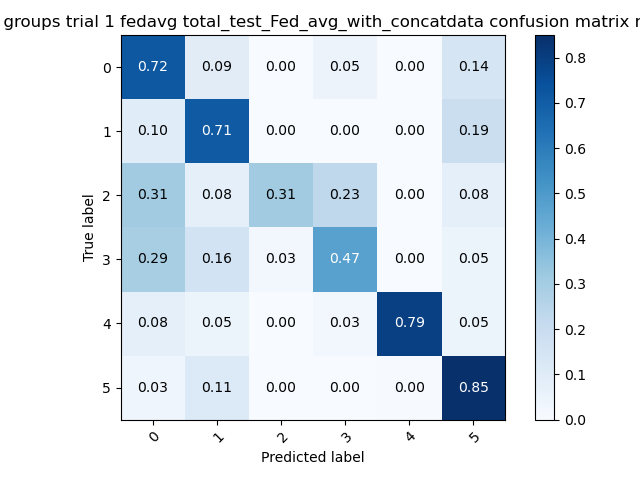 groups trial 1 fedavg total_test_Fed_avg_with_concatdata confusion matrix
0 0.72 0.09 0.00 0.05 0.00 0.14
1 0.10 0.71 0.00 0.00 0.00 0.19
2 0.31 0.08 0.31 0.23 0.00 0.08
3 0.29 0.16 0.03 0.47 0.00 0.05
4 0.08 0.05 0.00 0.03 0.79 0.05
5 0.03 0.11 0.00 0.00 0.00 0.85
0 1 2 3 4 5
True label
Predicted label
0.8
0.7
0.6
0.5
0.4
0.3
0.2
0.1
0.0